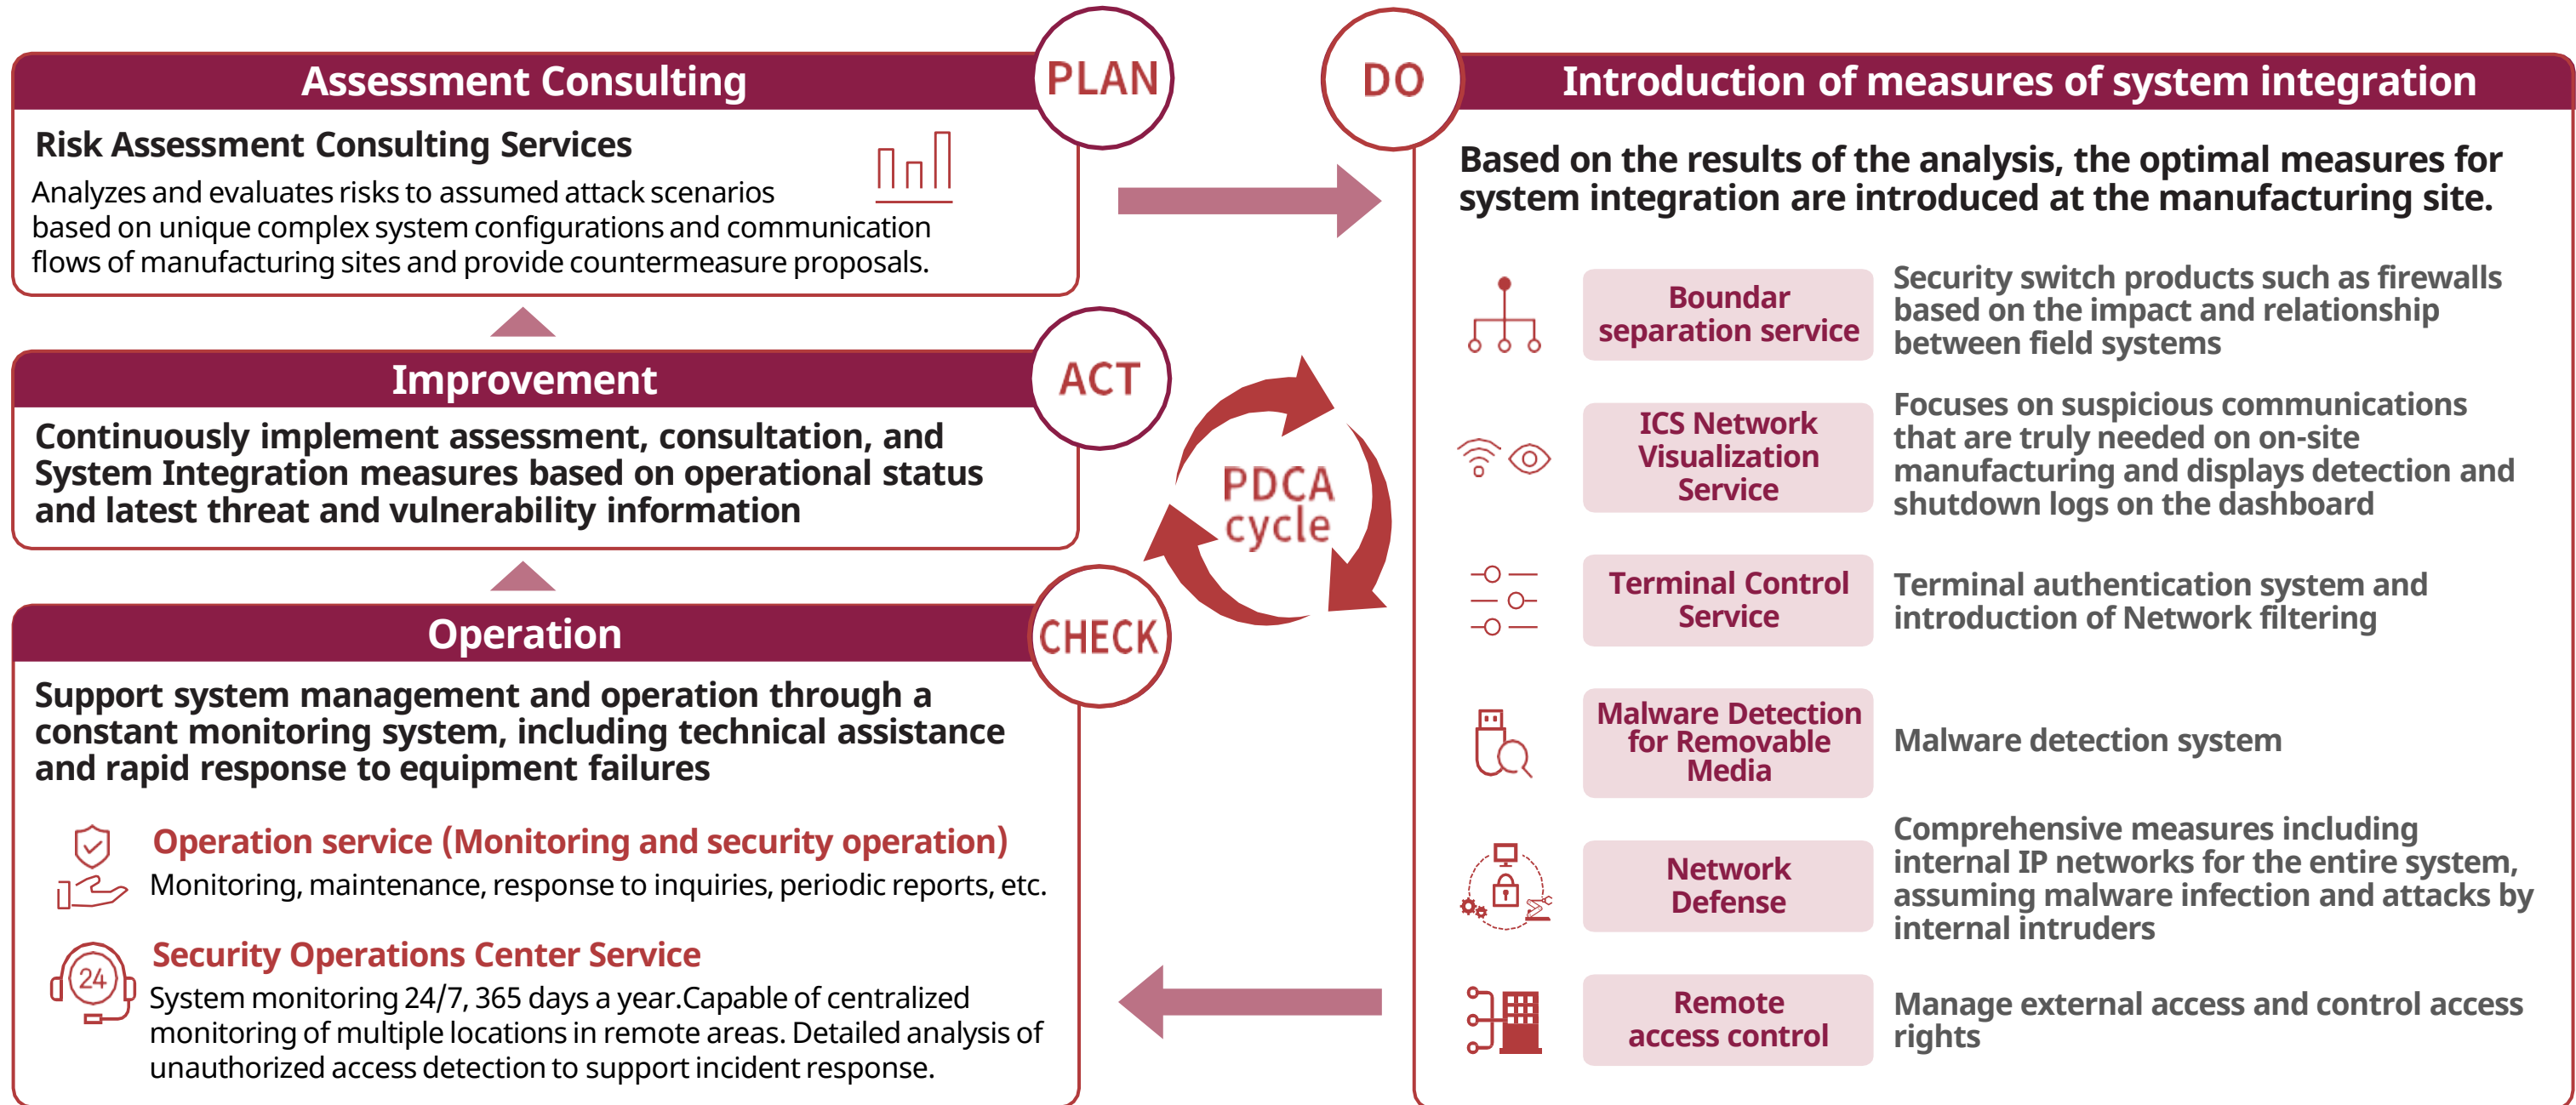 Assessment Consulting
PLAN
Risk Assessment Consulting Services
Analyzes and evaluates risks to assumed attack scenarios
based on unique complex system configurations and communication
flows of manufacturing sites and provide countermeasure proposals.
DO
Introduction of measures of system integration
Based on the results of the analysis, the optimal measures for
system integration are introduced at the manufacturing site.
Boundar
separation service
Security switch products such as firewalls
based on the impact and relationship
between field systems
ICS Network
Visualization
Service
Focuses on suspicious communications
that are truly needed on on-site
manufacturing and displays detection and
shutdown logs on the dashboard
Terminal Control
Service
Terminal authentication system and
introduction of Network filtering
Malware Detection
for Removable
Media
Malware detection system
Network
Defense
Comprehensive measures including
internal IP networks for the entire system,
assuming malware infection and attacks by
internal intruders
Remote
access control
Manage external access and control access
rights
PDCA
cycle
Improvement
ACT
Continuously implement assessment, consultation, and
System Integration measures based on operational status
and latest threat and vulnerability information
Operation
CHECK
Support system management and operation through a
constant monitoring system, including technical assistance
and rapid response to equipment failures
Operation service (Monitoring and security operation)
Monitoring, maintenance, response to inquiries, periodic reports, etc.
24
Security Operations Center Service
System monitoring 24/7, 365 days a year.Capable of centralized
monitoring of multiple locations in remote areas. Detailed analysis of
unauthorized access detection to support incident response.